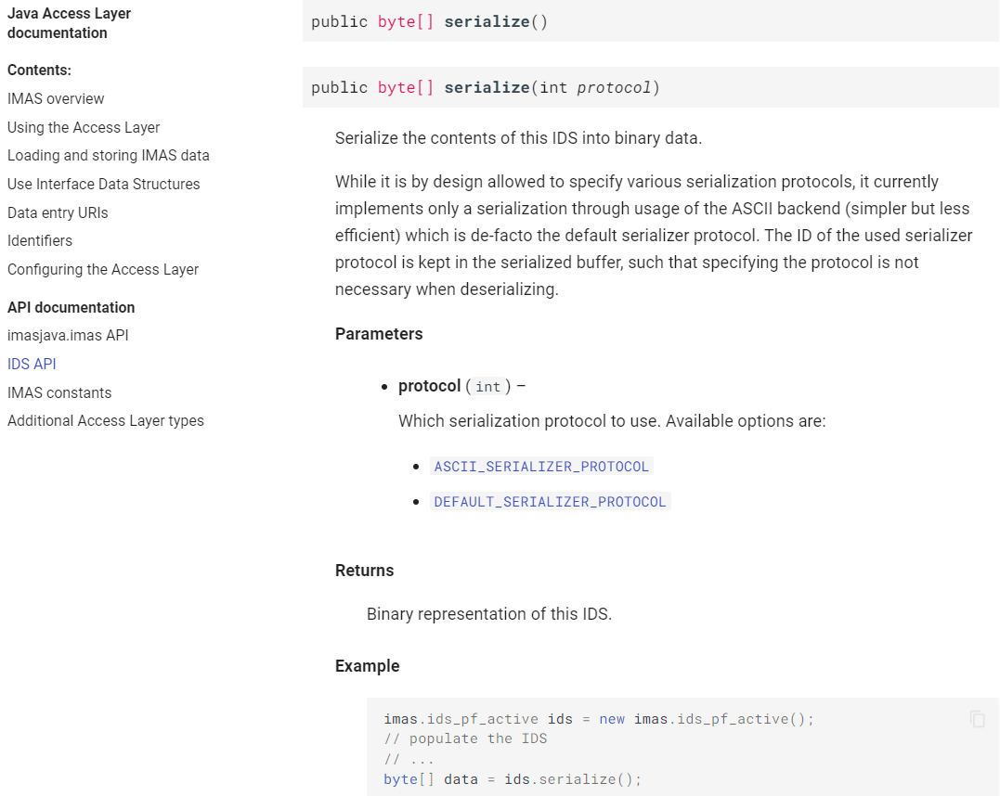 Java Access Layer
documentation
Contents:
IMAS overview
Using the Access Layer
Loading and storing IMAS data
Use Interface Data Structures
Data entry URIs
Identifiers
Configuring the Access Layer
API documentation
imasjava.imas API
IDS API
IMAS constants
Additional Access Layer types
public byte[] serialize()
public byte[] serialize(int protocol)
Serialize the contents of this IDS into binary data.
While it is by design allowed to specify various serialization protocols, it currently
implements only a serialization through usage of the ASCII backend (simpler but less
efficient) which is de-facto the default serializer protocol. The ID of the used serializer
protocol is kept in the serialized buffer, such that specifying the protocol is not
necessary when deserializing.
Parameters
• protocol (int) –
Which serialization protocol to use. Available options are:
• ASCII_SERIALIZER_PROTOCOL
• DEFAULT_SERIALIZER_PROTOCOL
Returns
Binary representation of this IDS.
Example
imas.ids_pf_active ids = new imas.ids_pf_active();
// populate the IDS
// ...
byte[] data = ids.serialize();